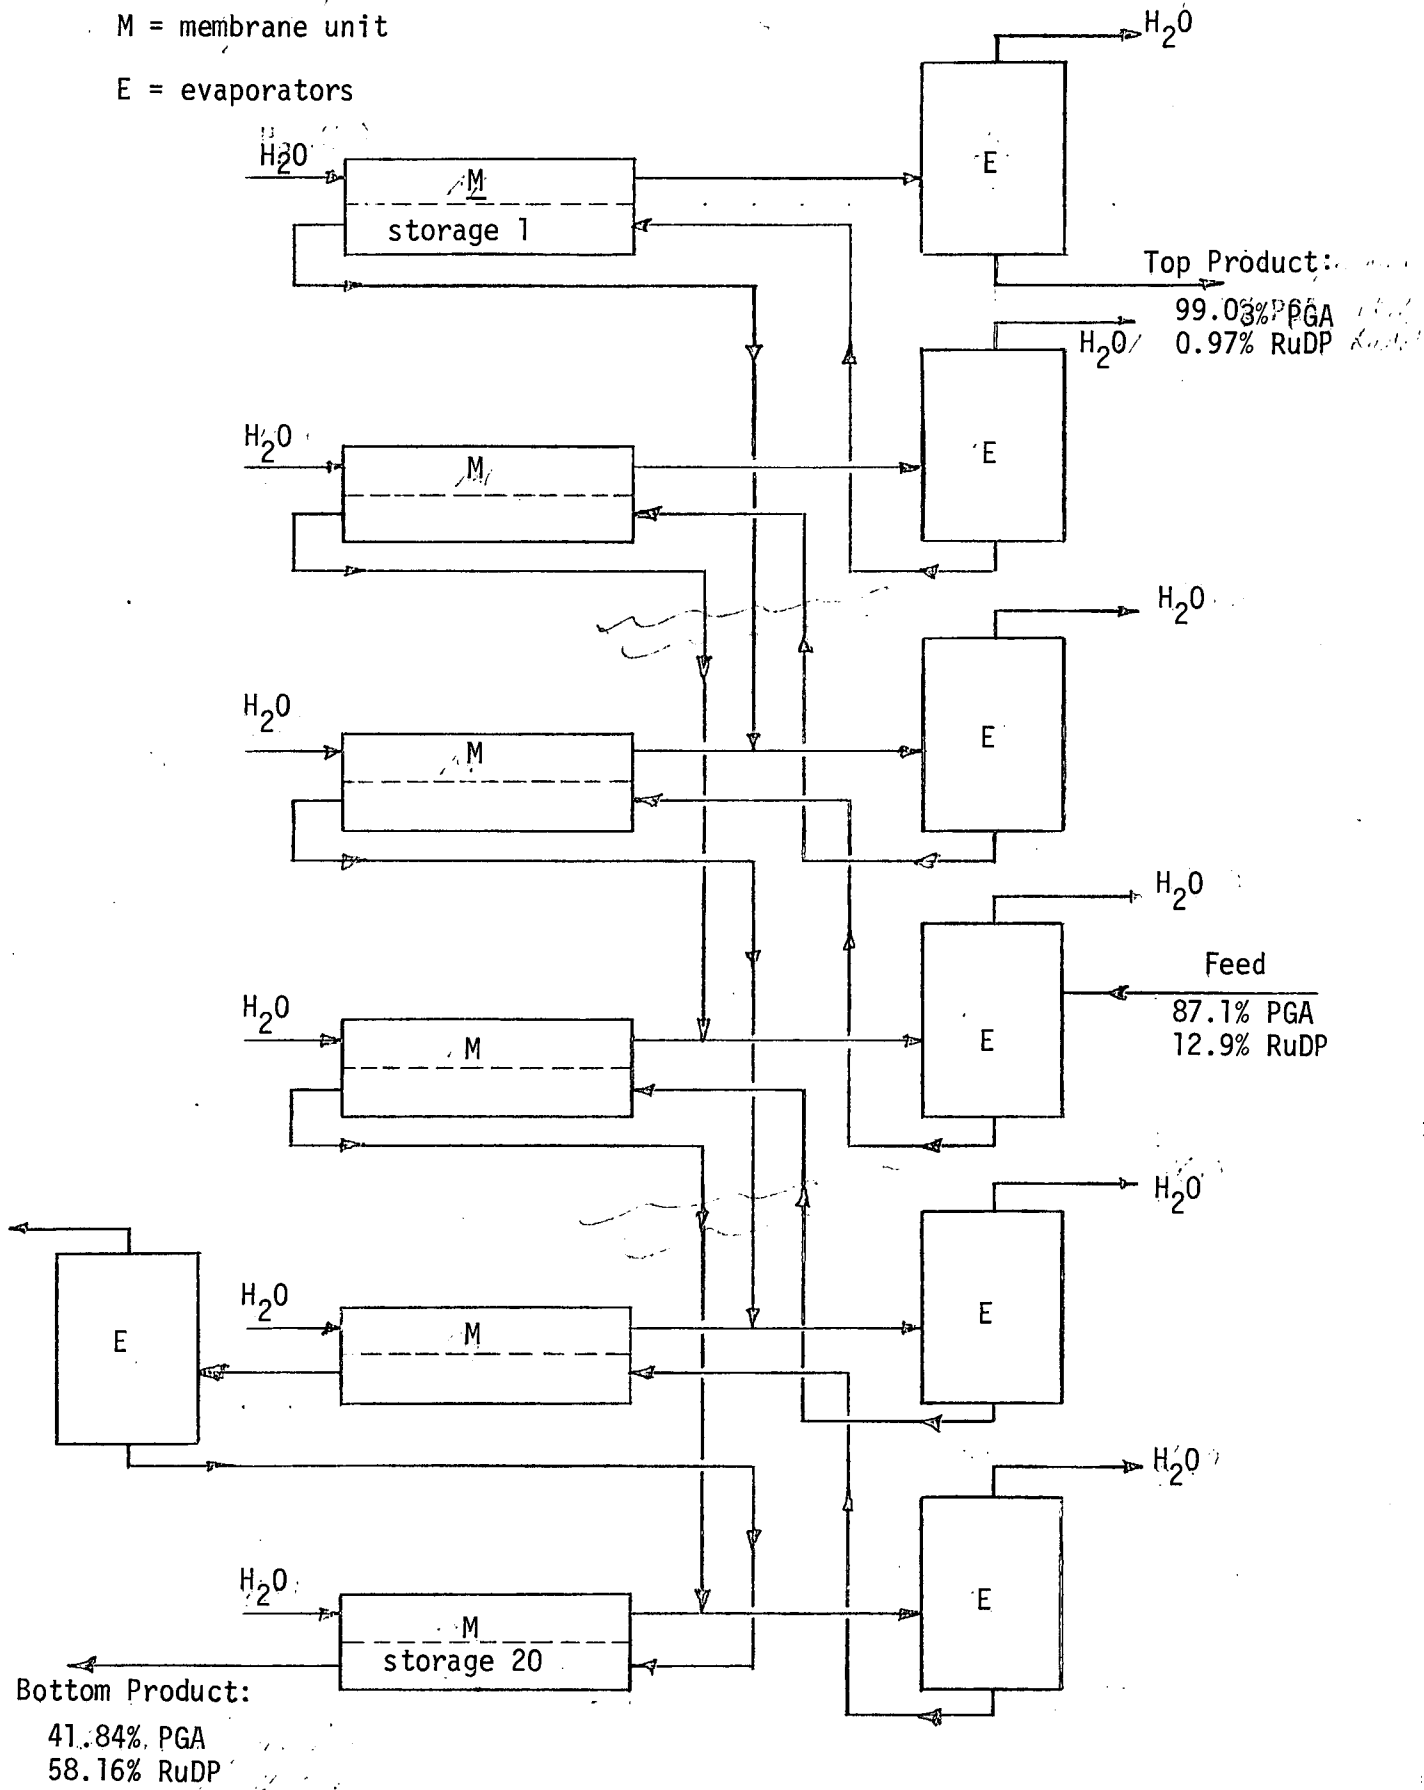 M = membrane unit
E = evaporators
H2O
H2O
M
E
storage 1
Top Product:
99.03% PGA
H2O
0.97% RuDP
H2O
M
E
H2O
H2O
M
E
H2O
Feed
87.1% PGA
12.9% RuDP
H2O
M
E
H2O
H2O
E
M
E
H2O
H2O
M
E
storage 20
Bottom Product:
41.84% PGA
58.16% RuDP